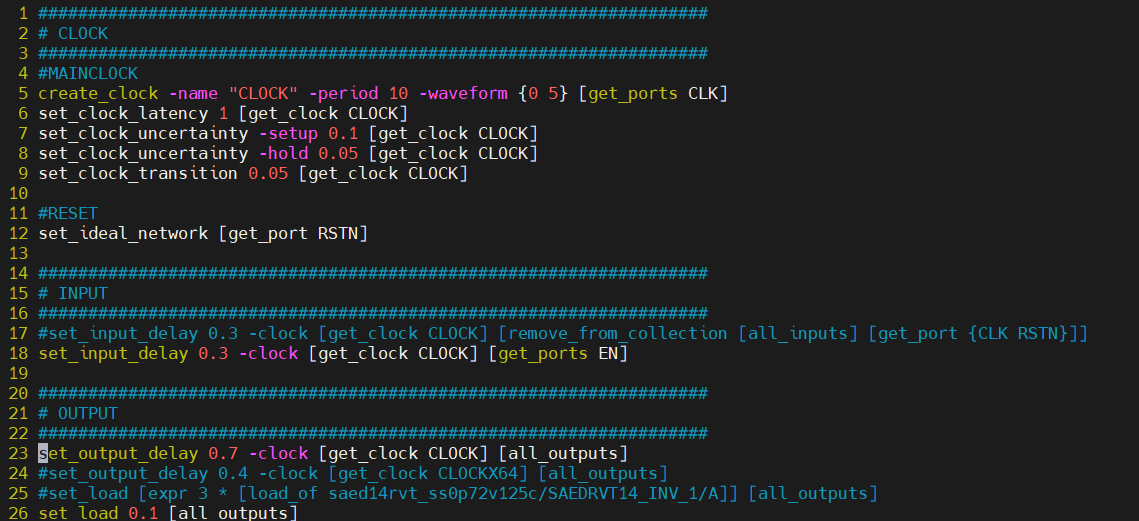 1 ###################################################################
2 # CLOCK
3 ###################################################################
4 #MAINCLOCK
5 create_clock -name "CLOCK" -period 10 -waveform {0 5} [get_ports CLK]
6 set_clock_latency 1 [get_clock CLOCK]
7 set_clock_uncertainty -setup 0.1 [get_clock CLOCK]
8 set_clock_uncertainty -hold 0.05 [get_clock CLOCK]
9 set_clock_transition 0.05 [get_clock CLOCK]
10
11 #RESET
12 set_ideal_network [get_port RSTN]
13
14 ###################################################################
15 # INPUT
16 ###################################################################
17 #set_input_delay 0.3 -clock [get_clock CLOCK] [remove_from_collection [all_inputs] [get_port {CLK RSTN}]]
18 set_input_delay 0.3 -clock [get_clock CLOCK] [get_ports EN]
19
20 ###################################################################
21 # OUTPUT
22 ###################################################################
23 set_output_delay 0.7 -clock [get_clock CLOCK] [all_outputs]
24 #set_output_delay 0.4 -clock [get_clock CLOCKX64] [all_outputs]
25 #set_load [expr 3 * [load_of saed14rvt_ss0p72v125c/SAEDRVT14_INV_1/A]] [all_outputs]
26 set_load 0.1 [all_outputs]